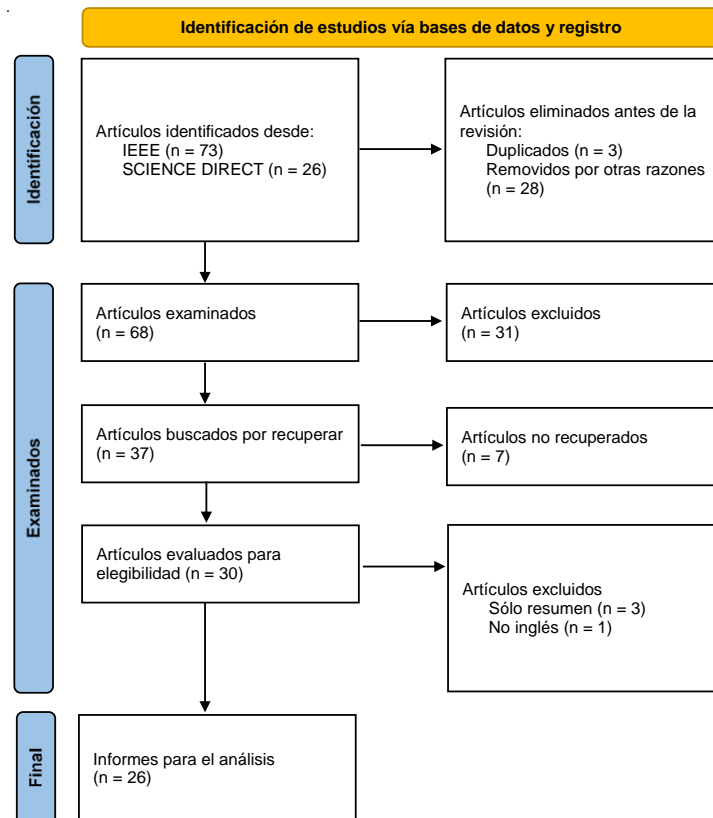 Identificación de estudios vía bases de datos y registro
Identificación
Artículos identificados desde:
IEEE (n = 73)
SCIENCE DIRECT (n = 26)
Artículos eliminados antes de la
revisión:
Duplicados (n = 3)
Removidos por otras razones
(n = 28)
Examinados
Artículos examinados
(n = 68)
Artículos excluidos
(n = 31)
Artículos buscados por recuperar
(n = 37)
Artículos no recuperados
(n = 7)
Artículos evaluados para
elegibilidad (n = 30)
Artículos excluidos
Sólo resumen (n = 3)
No inglés (n = 1)
Final
Informes para el análisis
(n = 26)